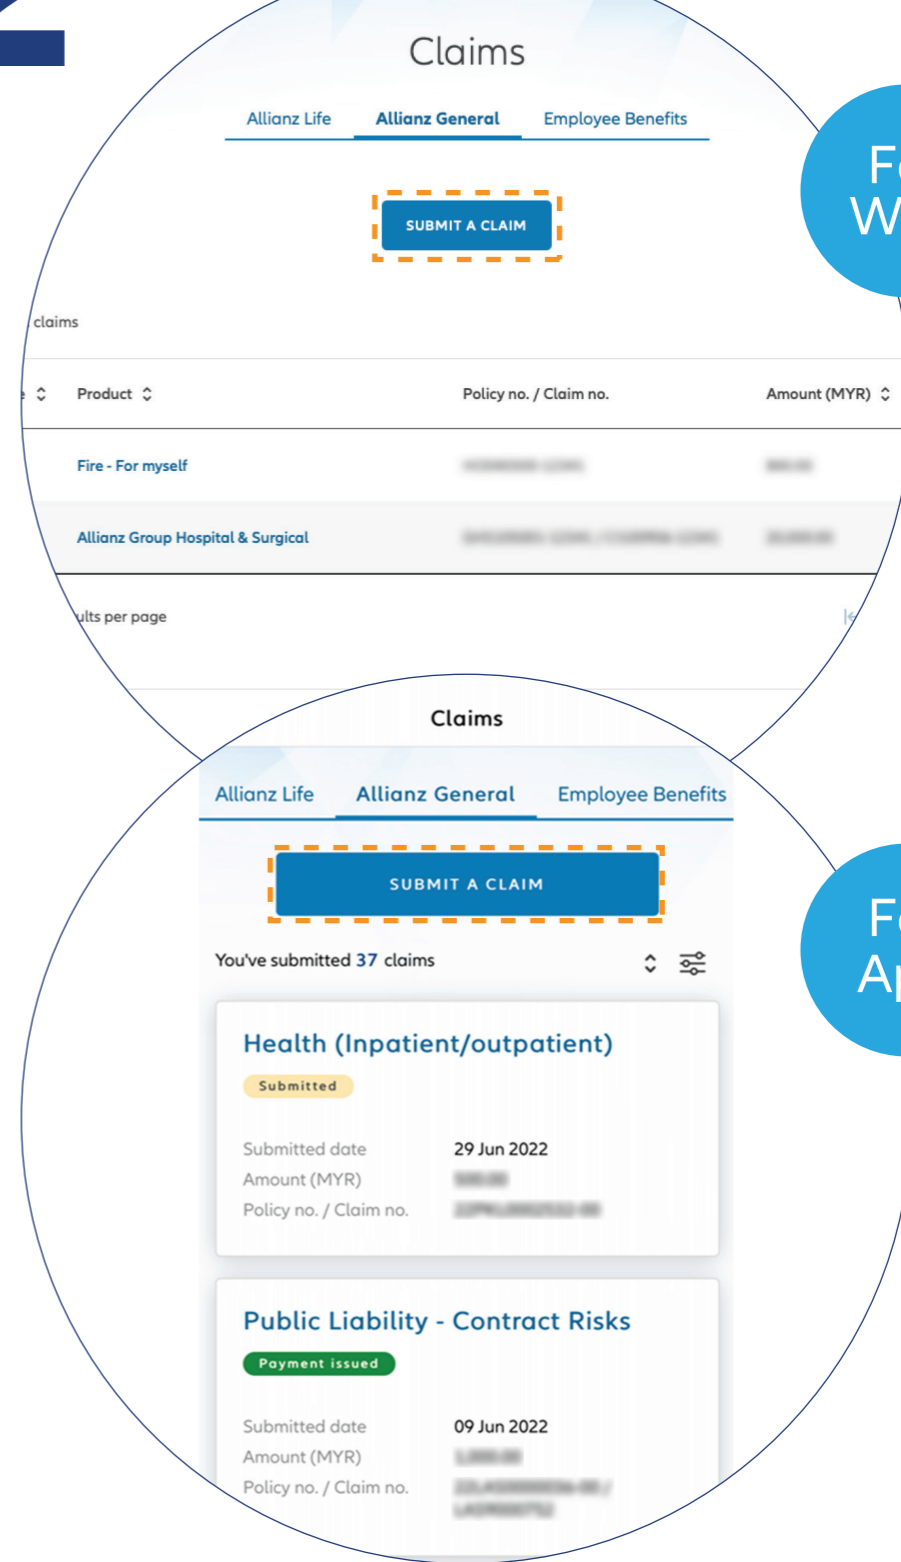 Claims
Allianz Life Allianz General Employee Benefits
SUBMIT A CLAIM
claims
Product Policy no. / Claim no. Amount (MYR)
Fire - For myself
Allianz Group Hospital & Surgical
ults per page
Claims
Allianz Life Allianz General Employee Benefits
SUBMIT A CLAIM
You've submitted 37 claims
Health (Inpatient/outpatient)
Submitted
Submitted date 29 Jun 2022
Amount (MYR)
Policy no. / Claim no.
Public Liability - Contract Risks
Payment issued
Submitted date 09 Jun 2022
Amount (MYR)
Policy no. / Claim no.